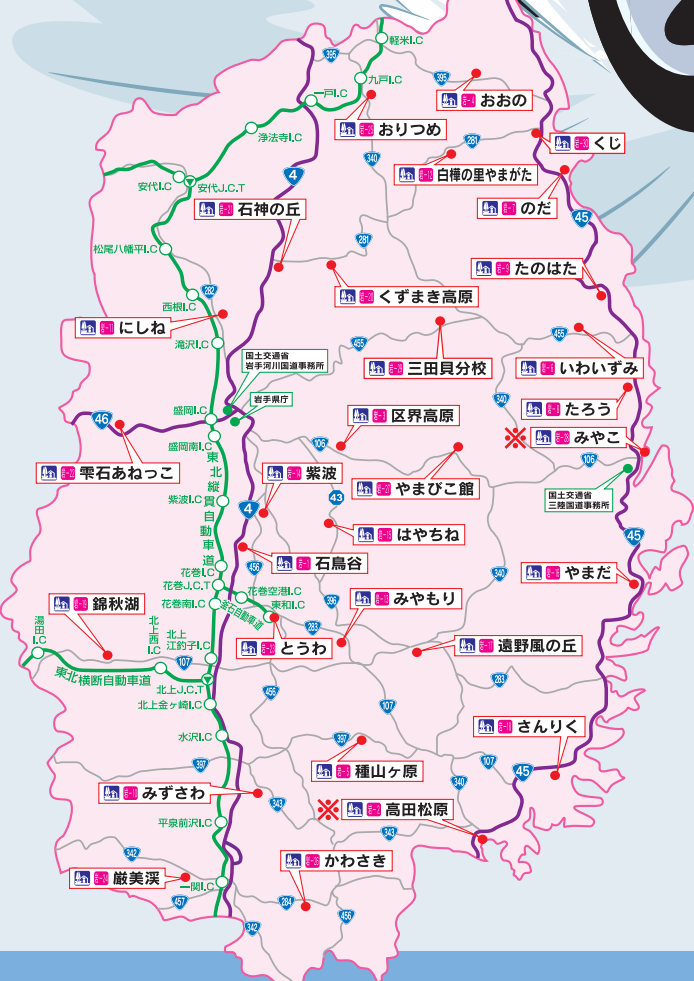 軽米I.C
395
九戸I.C
395
おおの
一戸I.C
おりつめ
浄法寺I.C
281
くじ
340
白樺の里やまがた
4
安代I.C
安代J.C.T
のだ
石神の丘
45
281
松尾八幡平I.C
たのはた
282
西根I.C
くずまき高原
にしね
455
滝沢I.C
455
国土交通省
岩手河川国道事務所
三田貝分校
いわいずみ
岩手県庁
340
たろう
46
盛岡I.C
区界高原
※
みやこ
盛岡南I.C
106
106
雫石あねっこ
紫波
やまびこ館
国土交通省
三陸国道事務所
東北縦貫自動車道
紫波I.C
43
4
はやちね
45
石鳥谷
456
花巻I.C
340
やまだ
花巻J.C.T
花巻空港I.C
錦秋湖
花巻南I.C
釜石自動車道
東和I.C
396
みやもり
283
湯田I.C
北上西I.C
北上江釣子I.C
とうわ
遠野風の丘
107
東北横断自動車道
283
北上J.C.T
456
北上金ヶ崎I.C
107
さんりく
水沢I.C
397
397
107
45
種山ヶ原
340
みずさわ
343
※
高田松原
平泉前沢I.C
343
342
かわさき
厳美渓
一関I.C
457
284
456
342